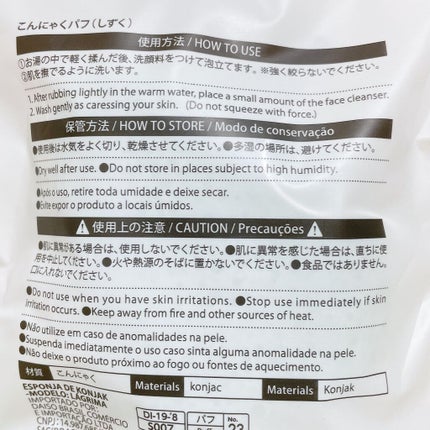 こんにゃくパフ(しずく)
使用方法 / HOW TO USE
①お湯の中で軽く揉んだ後、洗顔料をつけて泡立てます。※強く絞らないでください。
②肌を撫でるように洗います。
1. After rubbing lightly in the warm water, place a small amount of the face cleanser.
2. Wash gently as caressing your skin. (Do not squeeze with force.)
保管方法 / HOW TO STORE / Modo de conservação
●使用後は水気をよく切り、乾燥させてください。●多湿の場所は、避けてください。
●Dry well after use. ●Do not store in places subject to high humidity.
●Após o uso, retire toda umidade e deixe secar.
●Evite expor o produto a locais úmidos.
使用上の注意 / CAUTION / Precauções
●肌に異常がある場合は、使用しないでください。●肌に異常を感じた場合は、直ちに使
用を中止してください。●火や熱源のそばに置かないでください。●食品ではありません。
口に入れないでください。
●Do not use when you have skin irritations. ●Stop use immediately if skin
irritation occurs. ●Keep away from fire and other sources of heat.
●Não utilize em caso de anomalidades na pele.
●Suspenda imediatamente o uso caso sinta alguma anomalidade na pele.
●Não deixe o produto próximo ao fogo ou fontes de aquecimento.
材質 こんにゃく Materials konjac Materials Konjak
ESPONJA DE KONJAK
-MODELO: LÁGRIMA
IMPORTADO POR:
DAISO BRASIL COMÉRCIO
E IMPORTAÇÃO LTDA
CNPJ: 14.967
DI-19-'8 パフ No. 23
S007